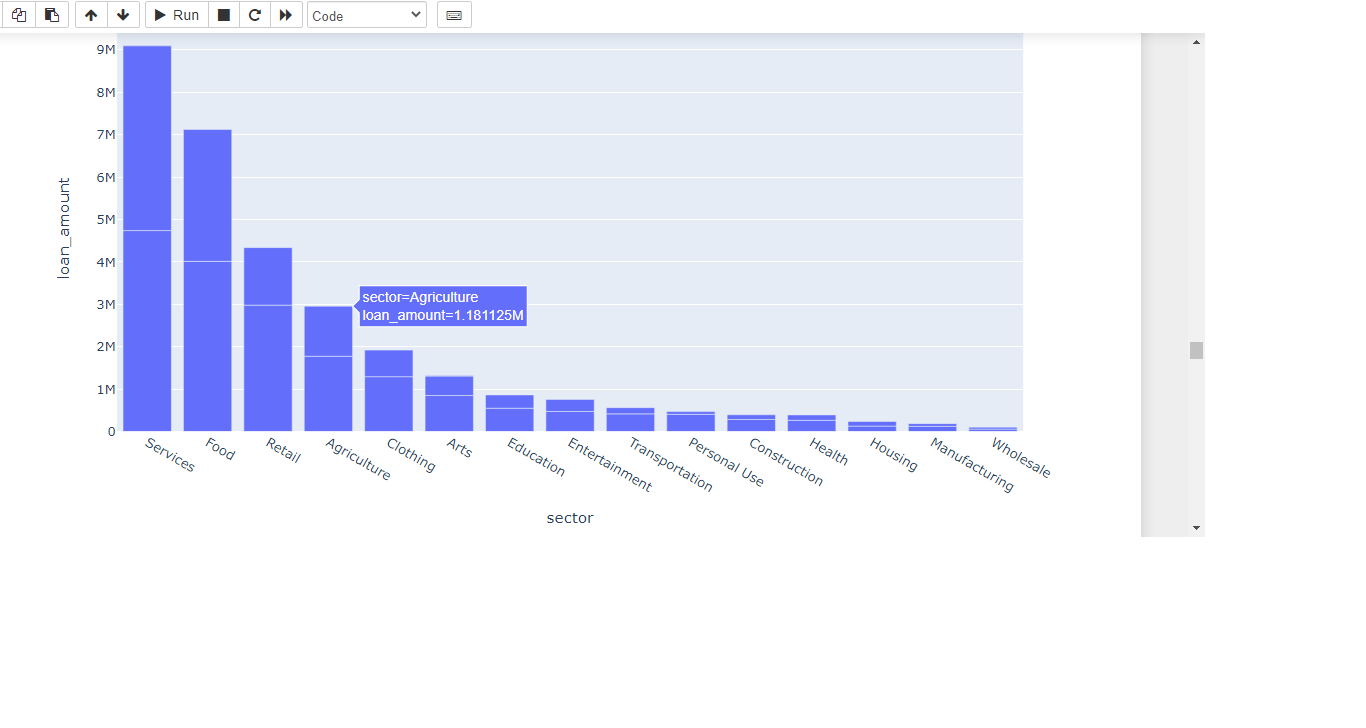 Run
Code
9M
8M
7M
6M
5M
4M
3M
2M
1M
0
loan_amount
sector=Agriculture
loan_amount=1.181125M
Services
Food
Retail
Agriculture
Clothing
Arts
Education
Entertainment
Transportation
Personal Use
Construction
Health
Housing
Manufacturing
Wholesale
sector